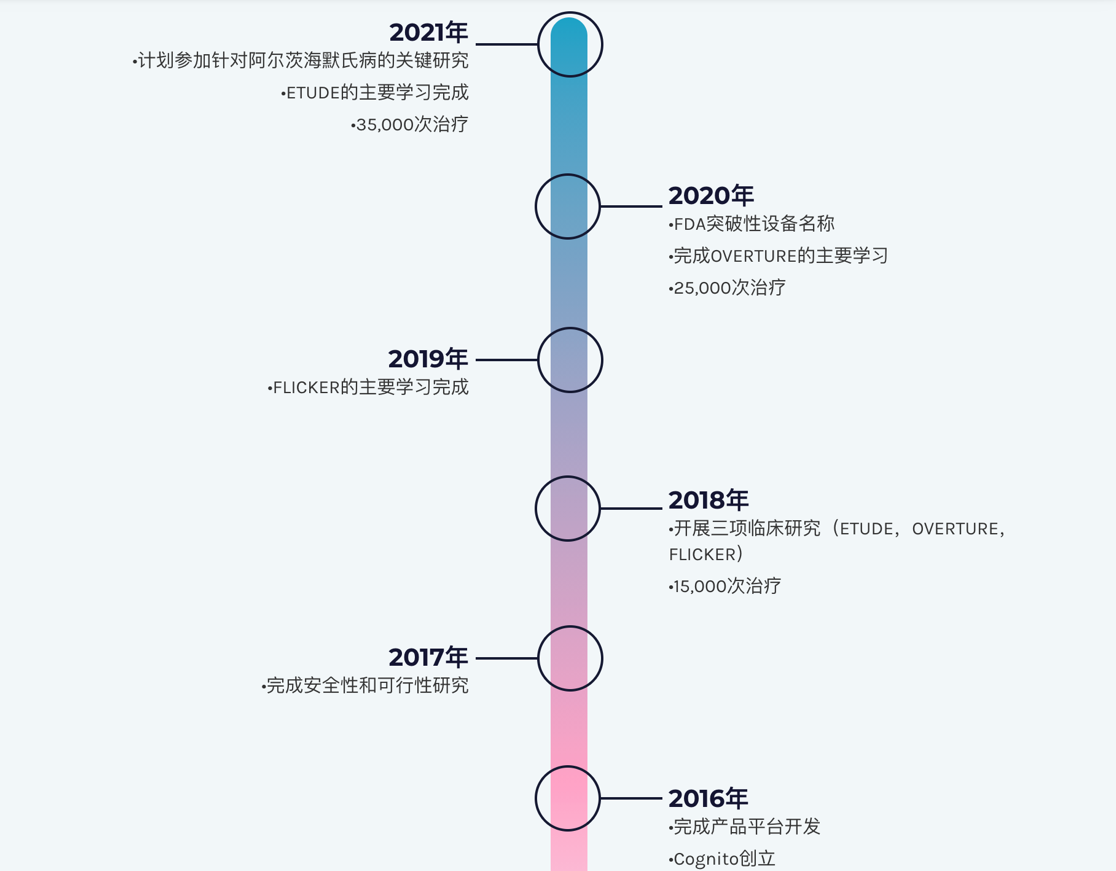 2021年
•计划参加针对阿尔茨海默氏病的关键研究
•ETUDE的主要学习完成
•35,000次治疗
2020年
•FDA突破性设备名称
•完成OVERTURE的主要学习
•25,000次治疗
2019年
•FLICKER的主要学习完成
2018年
•开展三项临床研究（ETUDE，OVERTURE，
FLICKER）
•15,000次治疗
2017年
•完成安全性和可行性研究
2016年
•完成产品平台开发
•Cognito创立